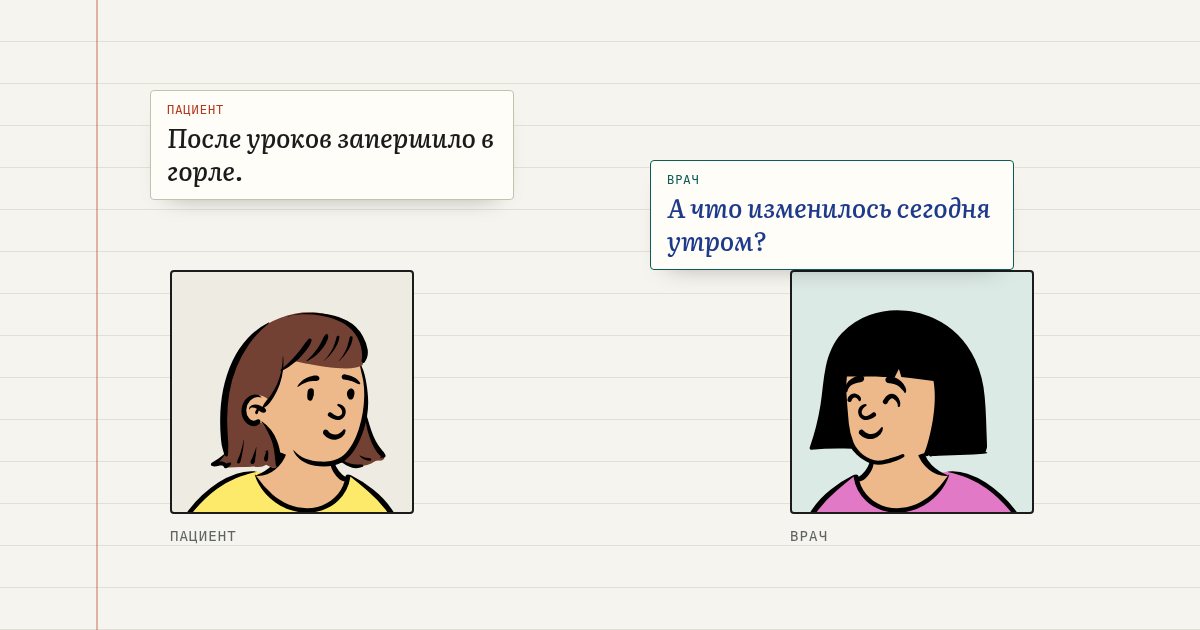 ПАЦИЕНТ
После уроков запершило в
горле.
ВРАЧ
А что изменилось сегодня
утром?
ПАЦИЕНТ
ВРАЧ